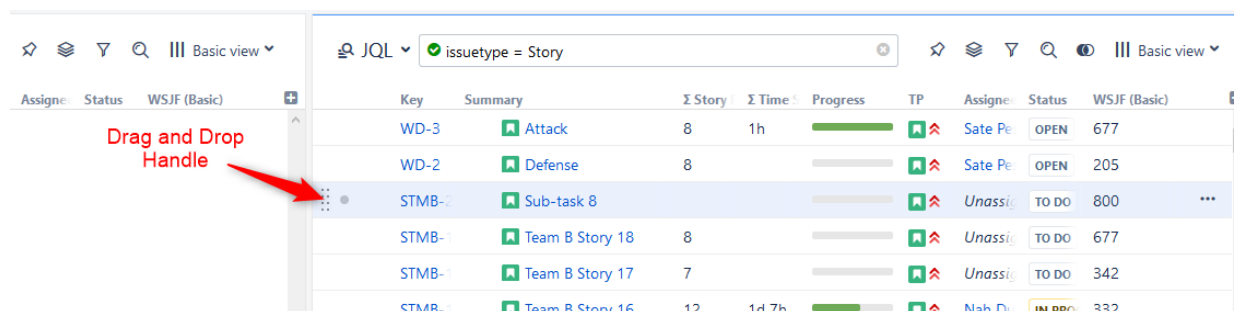 Basic view
JQL issuetype = Story Basic view
Assigne Status WSJF (Basic)
Key Summary Σ Story Σ Time S Progress TP Assignee Status WSJF (Basic)
Drag and Drop
Handle
WD-3 Attack 8 1h Sate Pe OPEN 677
WD-2 Defense 8 Sate Pe OPEN 205
STMB-2 Sub-task 8 Unassig TO DO 800
STMB-1 Team B Story 18 8 Unassig TO DO 677
STMB-1 Team B Story 17 7 Unassig TO DO 342
STMB- Team B Story 16 12 1d 7h Nah D IN PRO 332